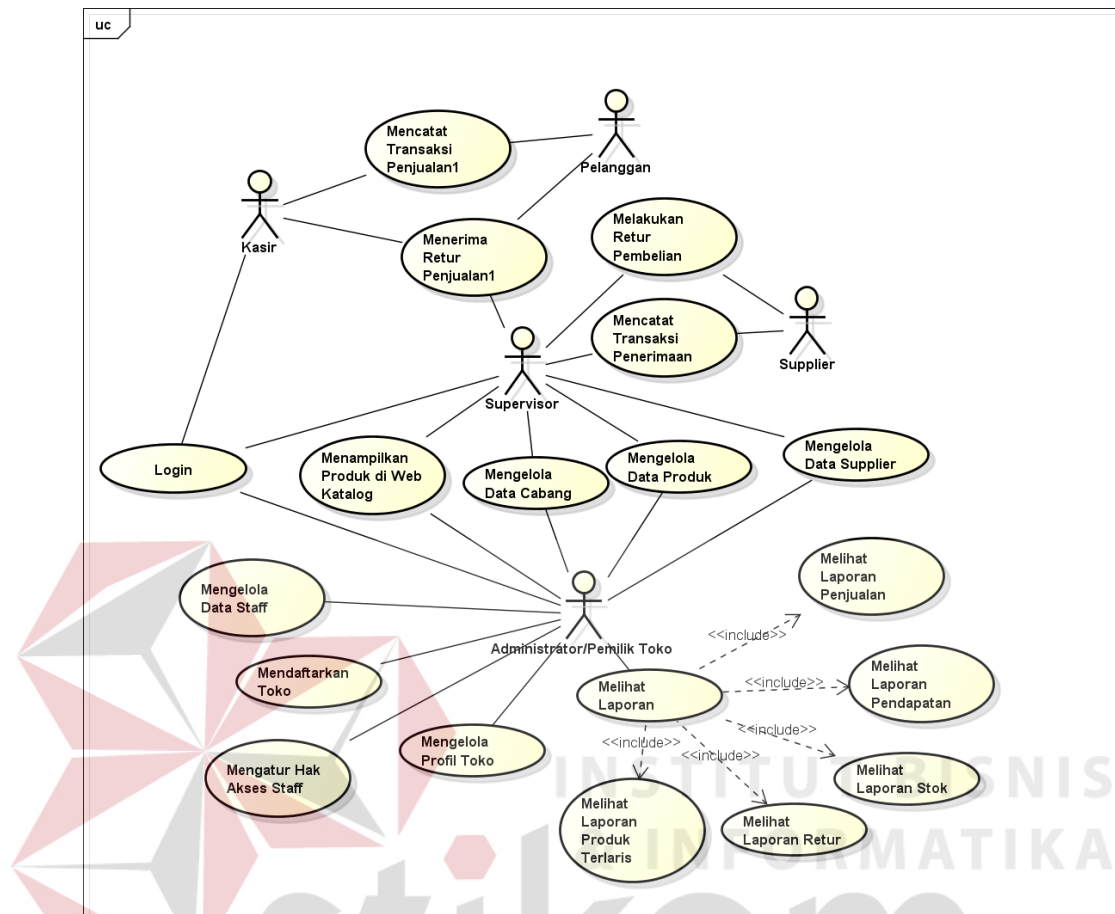 uc
Mencatat
Transaksi
Penjualan1
Pelanggan
Kasir
Menerima
Retur
Penjualan1
Melakukan
Retur
Pembelian
Mencatat
Transaksi
Penerimaan
Supplier
Supervisor
Login
Menampilkan
Produk di Web
Katalog
Mengelola
Data Cabang
Mengelola
Data Produk
Mengelola
Data Supplier
Mengelola
Data Staff
Administrator/Pemilik Toko
Melihat
Laporan
Penjualan
<<include>>
Mendaftarkan
Toko
Melihat
Laporan
<<include>>
Melihat
Laporan
Pendapatan
Mengatur Hak
Akses Staff
Mengelola
Profil Toko
<<include>>
<<include>>
<<include>>
Melihat
Laporan Stok
Melihat
Laporan
Produk
Terlaris
Melihat
Laporan Retur
INSTITUT BISNIS
& INFORMATIKA
stikom